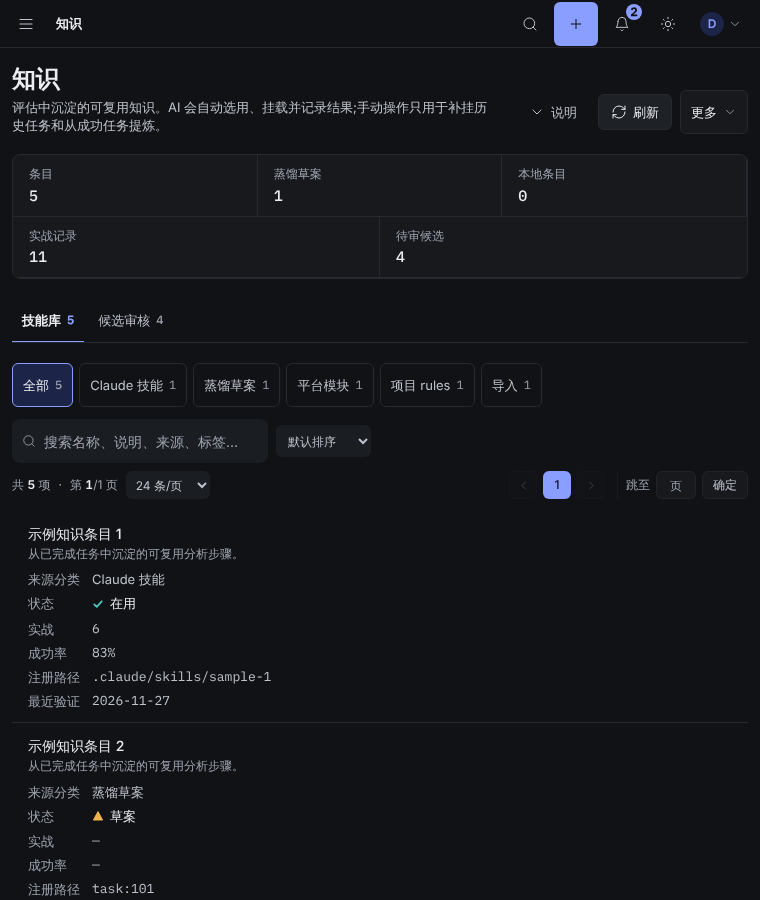 知识
2
D
知识
评估中沉淀的可复用知识。AI 会自动选用、挂载并记录结果;手动操作只用于补挂历
史任务和从成功任务提炼。
说明
刷新
更多
条目
5
蒸馏草案
1
本地条目
0
实战记录
11
待审候选
4
技能库 5
候选审核 4
全部 5
Claude 技能 1
蒸馏草案 1
平台模块 1
项目 rules 1
导入 1
搜索名称、说明、来源、标签...
默认排序
共 5 项 · 第 1/1 页
24 条/页
1
跳至
页
确定
示例知识条目 1
从已完成任务中沉淀的可复用分析步骤。
来源分类 Claude 技能
状态 在用
实战 6
成功率 83%
注册路径 .claude/skills/sample-1
最近验证 2026-11-27
示例知识条目 2
从已完成任务中沉淀的可复用分析步骤。
来源分类 蒸馏草案
状态 草案
实战 —
成功率 —
注册路径 task:101